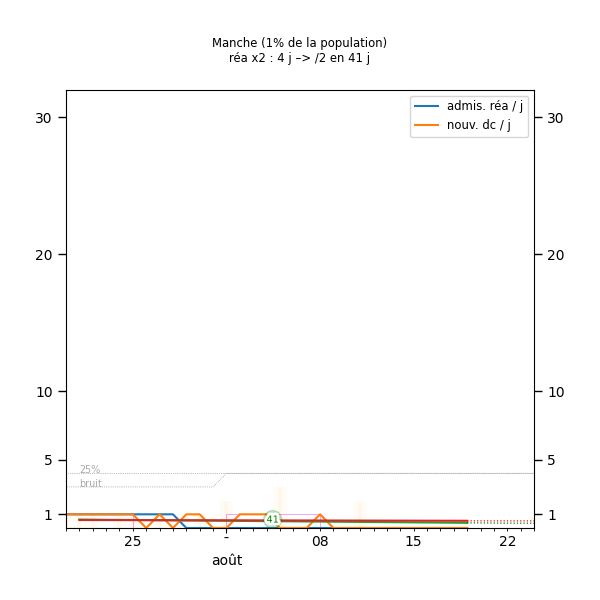 Manche (1% de la population)
réa x2 : 4 j –> /2 en 41 j
admis. réa / j
nouv. dc / j
30
30
20
20
10
10
5
5
25%
bruit
1
1
41
25
-
08
15
22
août